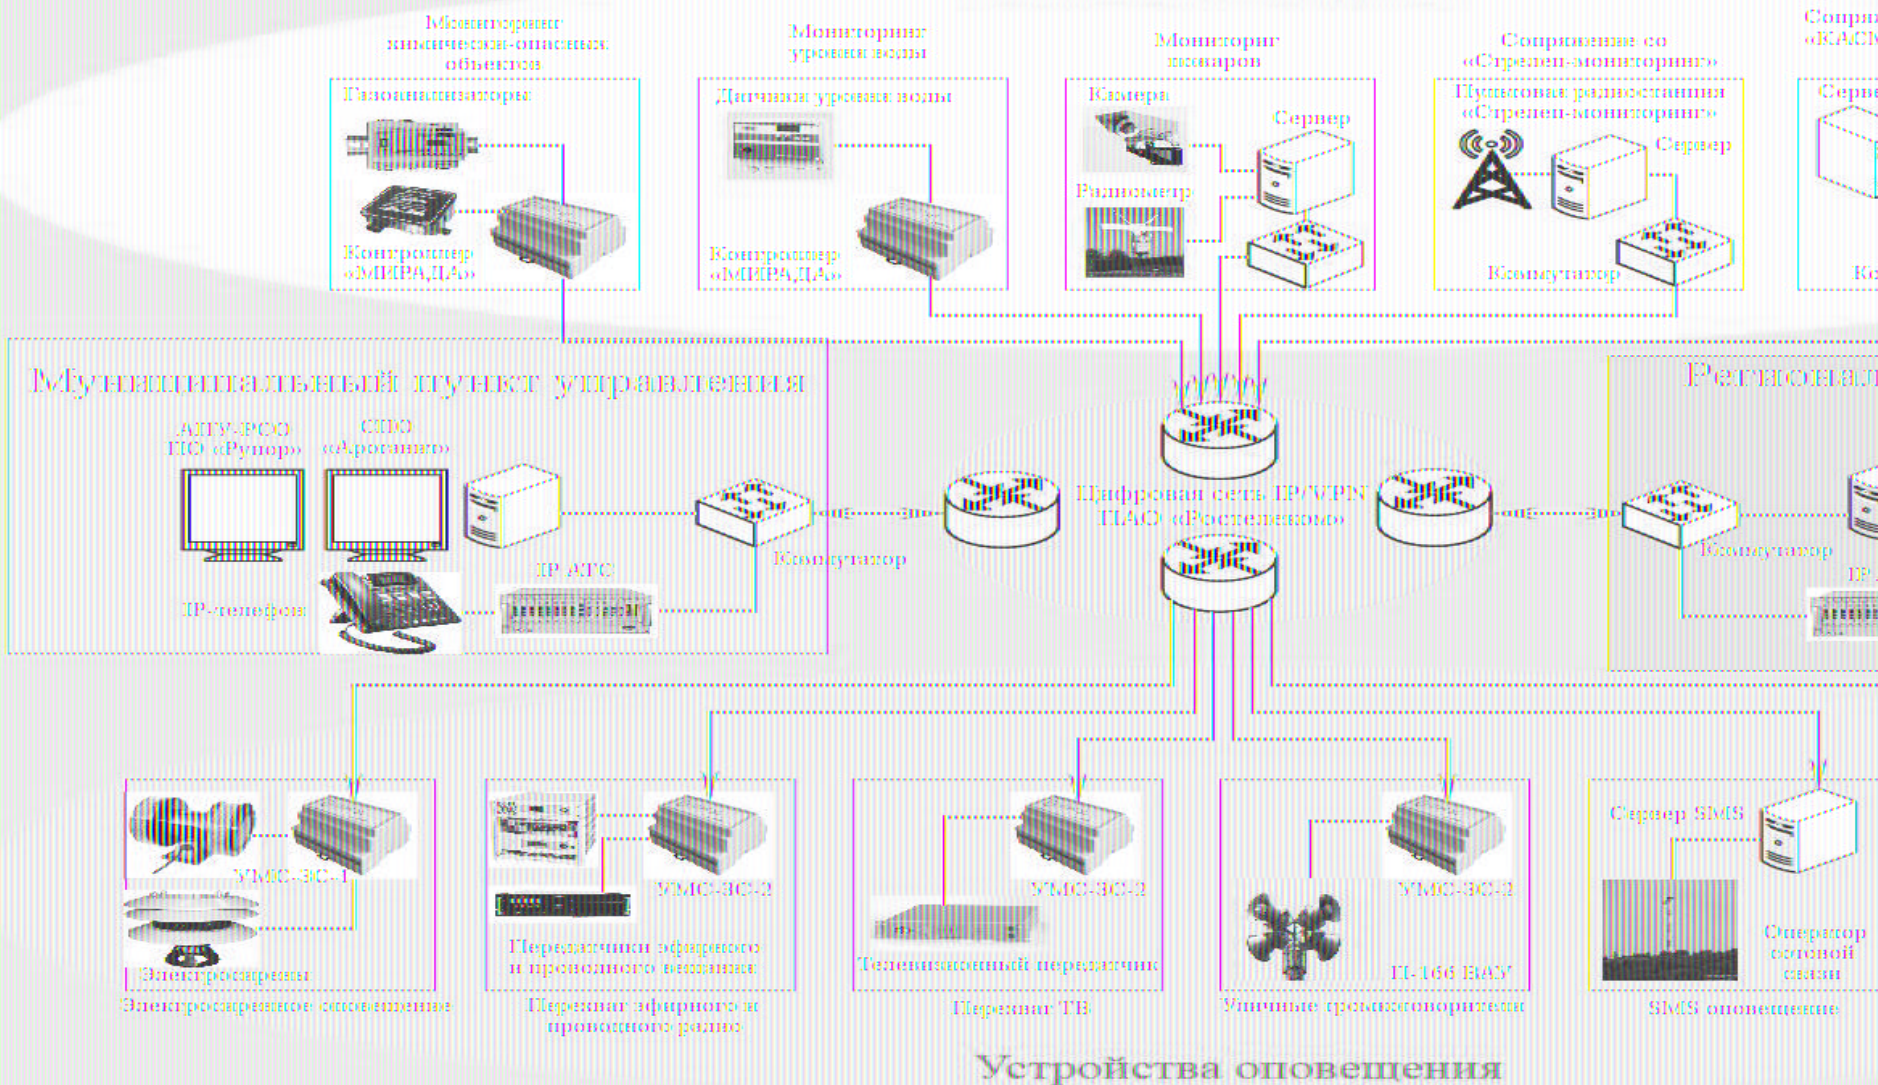 Мониторинг
химически-опасных
объектов
Газоанализаторы
Контроллер
«МИРАДА»
Мониторинг
уровня воды
Датчики уровня воды
Контроллер
«МИРАДА»
Мониториг
пожаров
Камера
Сервер
Радиометр
Сопряжение со
«Стрелец-мониторинг»
Пультовая радиостанция
«Стрелец-мониторинг»
Сервер
Коммутатор
Муниципальный пункт управления
АПУ-РСО
ПО «Рупор»
СПО
IP-телефон
IP-АТС
Коммутатор
Цифровая сеть IP/VPN
ПАО «Ростелеком»
Коммутатор
УМС-ЗС-1
Электросирены
Электросиренное оповещение
УМС-ЗС-2
Передатчики эфирного
и проводного вещания
Перехват эфирного и
проводного радио
УМС-ЗС-2
Телевизионный передатчик
Перехват ТВ
УМС-ЗС-2
П-166 ВАУ
Уличные громкоговорители
Сервер SMS
Оператор
сотовой
связи
SMS оповещение
Устройства оповещения